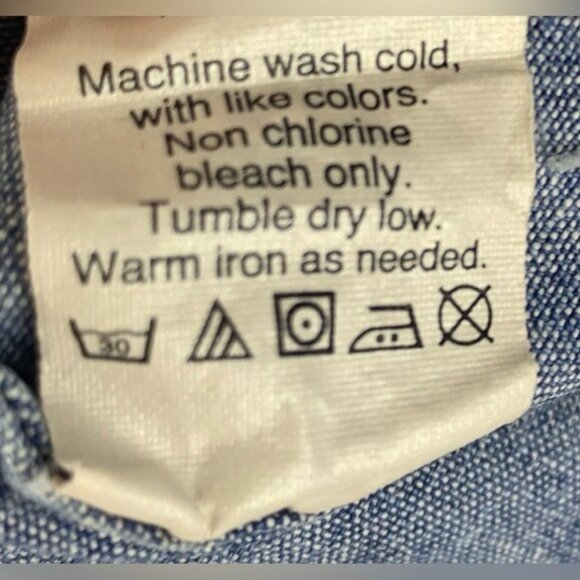 Machine wash cold,
with like colors.
Non chlorine
bleach only.
Tumble dry low.
Warm iron as needed.
30